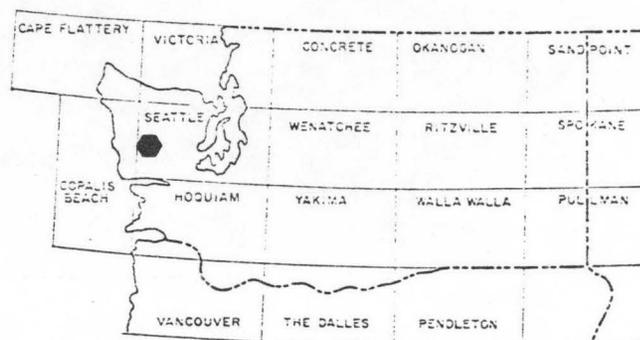 CAPE FLATTERY
VICTORIA
CONCRETE
OKANOGAN
SANDPOINT
SEATTLE
WENATCHEE
RITZVILLE
SPOKANE
COPALIS
BEACH
HOQUIAM
YAKIMA
WALLA WALLA
PULLMAN
VANCOUVER
THE DALLES
PENDLETON